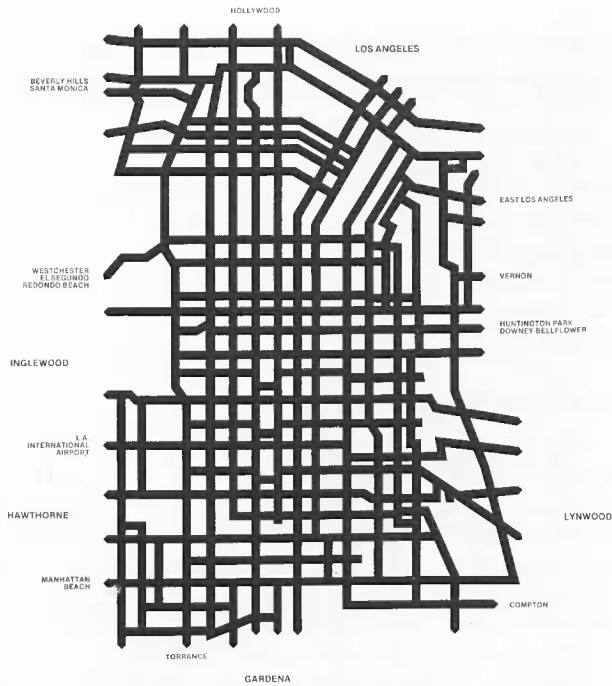 HOLLYWOOD
LOS ANGELES
BEVERLY HILLS
SANTA MONICA
EAST LOS ANGELES
WESTCHESTER
EL SEGUNDO
REDONDO BEACH
VERNON
HUNTINGTON PARK
DOWNEY-BELLFLOWER
INGLEWOOD
L.A.
INTERNATIONAL
AIRPORT
HAWTHORNE
LYNWOOD
MANHATTAN
BEACH
COMPTON
TORRANCE
GARDENA